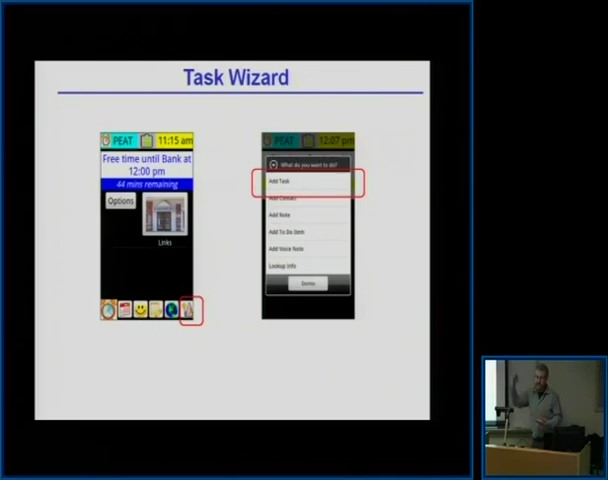 Task Wizard
PEAT 11:15 am
Free time until Bank at
12:00 pm
44 mins remaining
Options
Links
PEAT 12:07 pm
What do you want to do?
Add Task
Add Contact
Add Note
Add To Do Item
Add Voice Note
Lookup Info